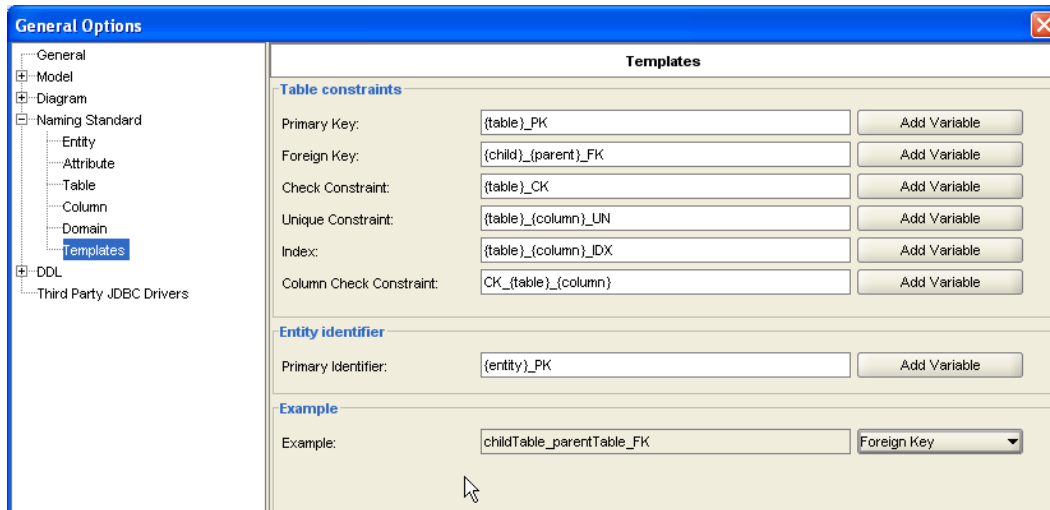 General Options
General
Model
Diagram
Naming Standard
Entity
Attribute
Table
Column
Domain
Templates
DDL
Third Party JDBC Drivers
Templates
Table constraints
Primary Key: {table}_PK Add Variable
Foreign Key: {child}_{parent}_FK Add Variable
Check Constraint: {table}_CK Add Variable
Unique Constraint: {table}_{column}_UN Add Variable
Index: {table}_{column}_IDX Add Variable
Column Check Constraint: CK_{table}_{column} Add Variable
Entity identifier
Primary Identifier: {entity}_PK Add Variable
Example
Example: childTable_parentTable_FK Foreign Key